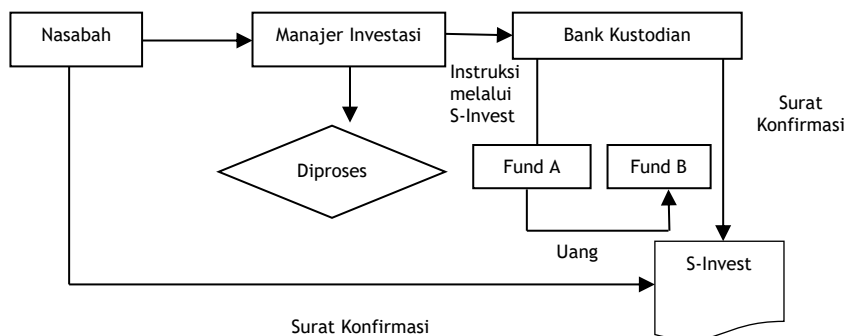 Nasabah
Manajer Investasi
Bank Kustodian
Instruksi
melalui
S-Invest
Surat
Konfirmasi
Diproses
Fund A
Fund B
Uang
S-Invest
Surat Konfirmasi